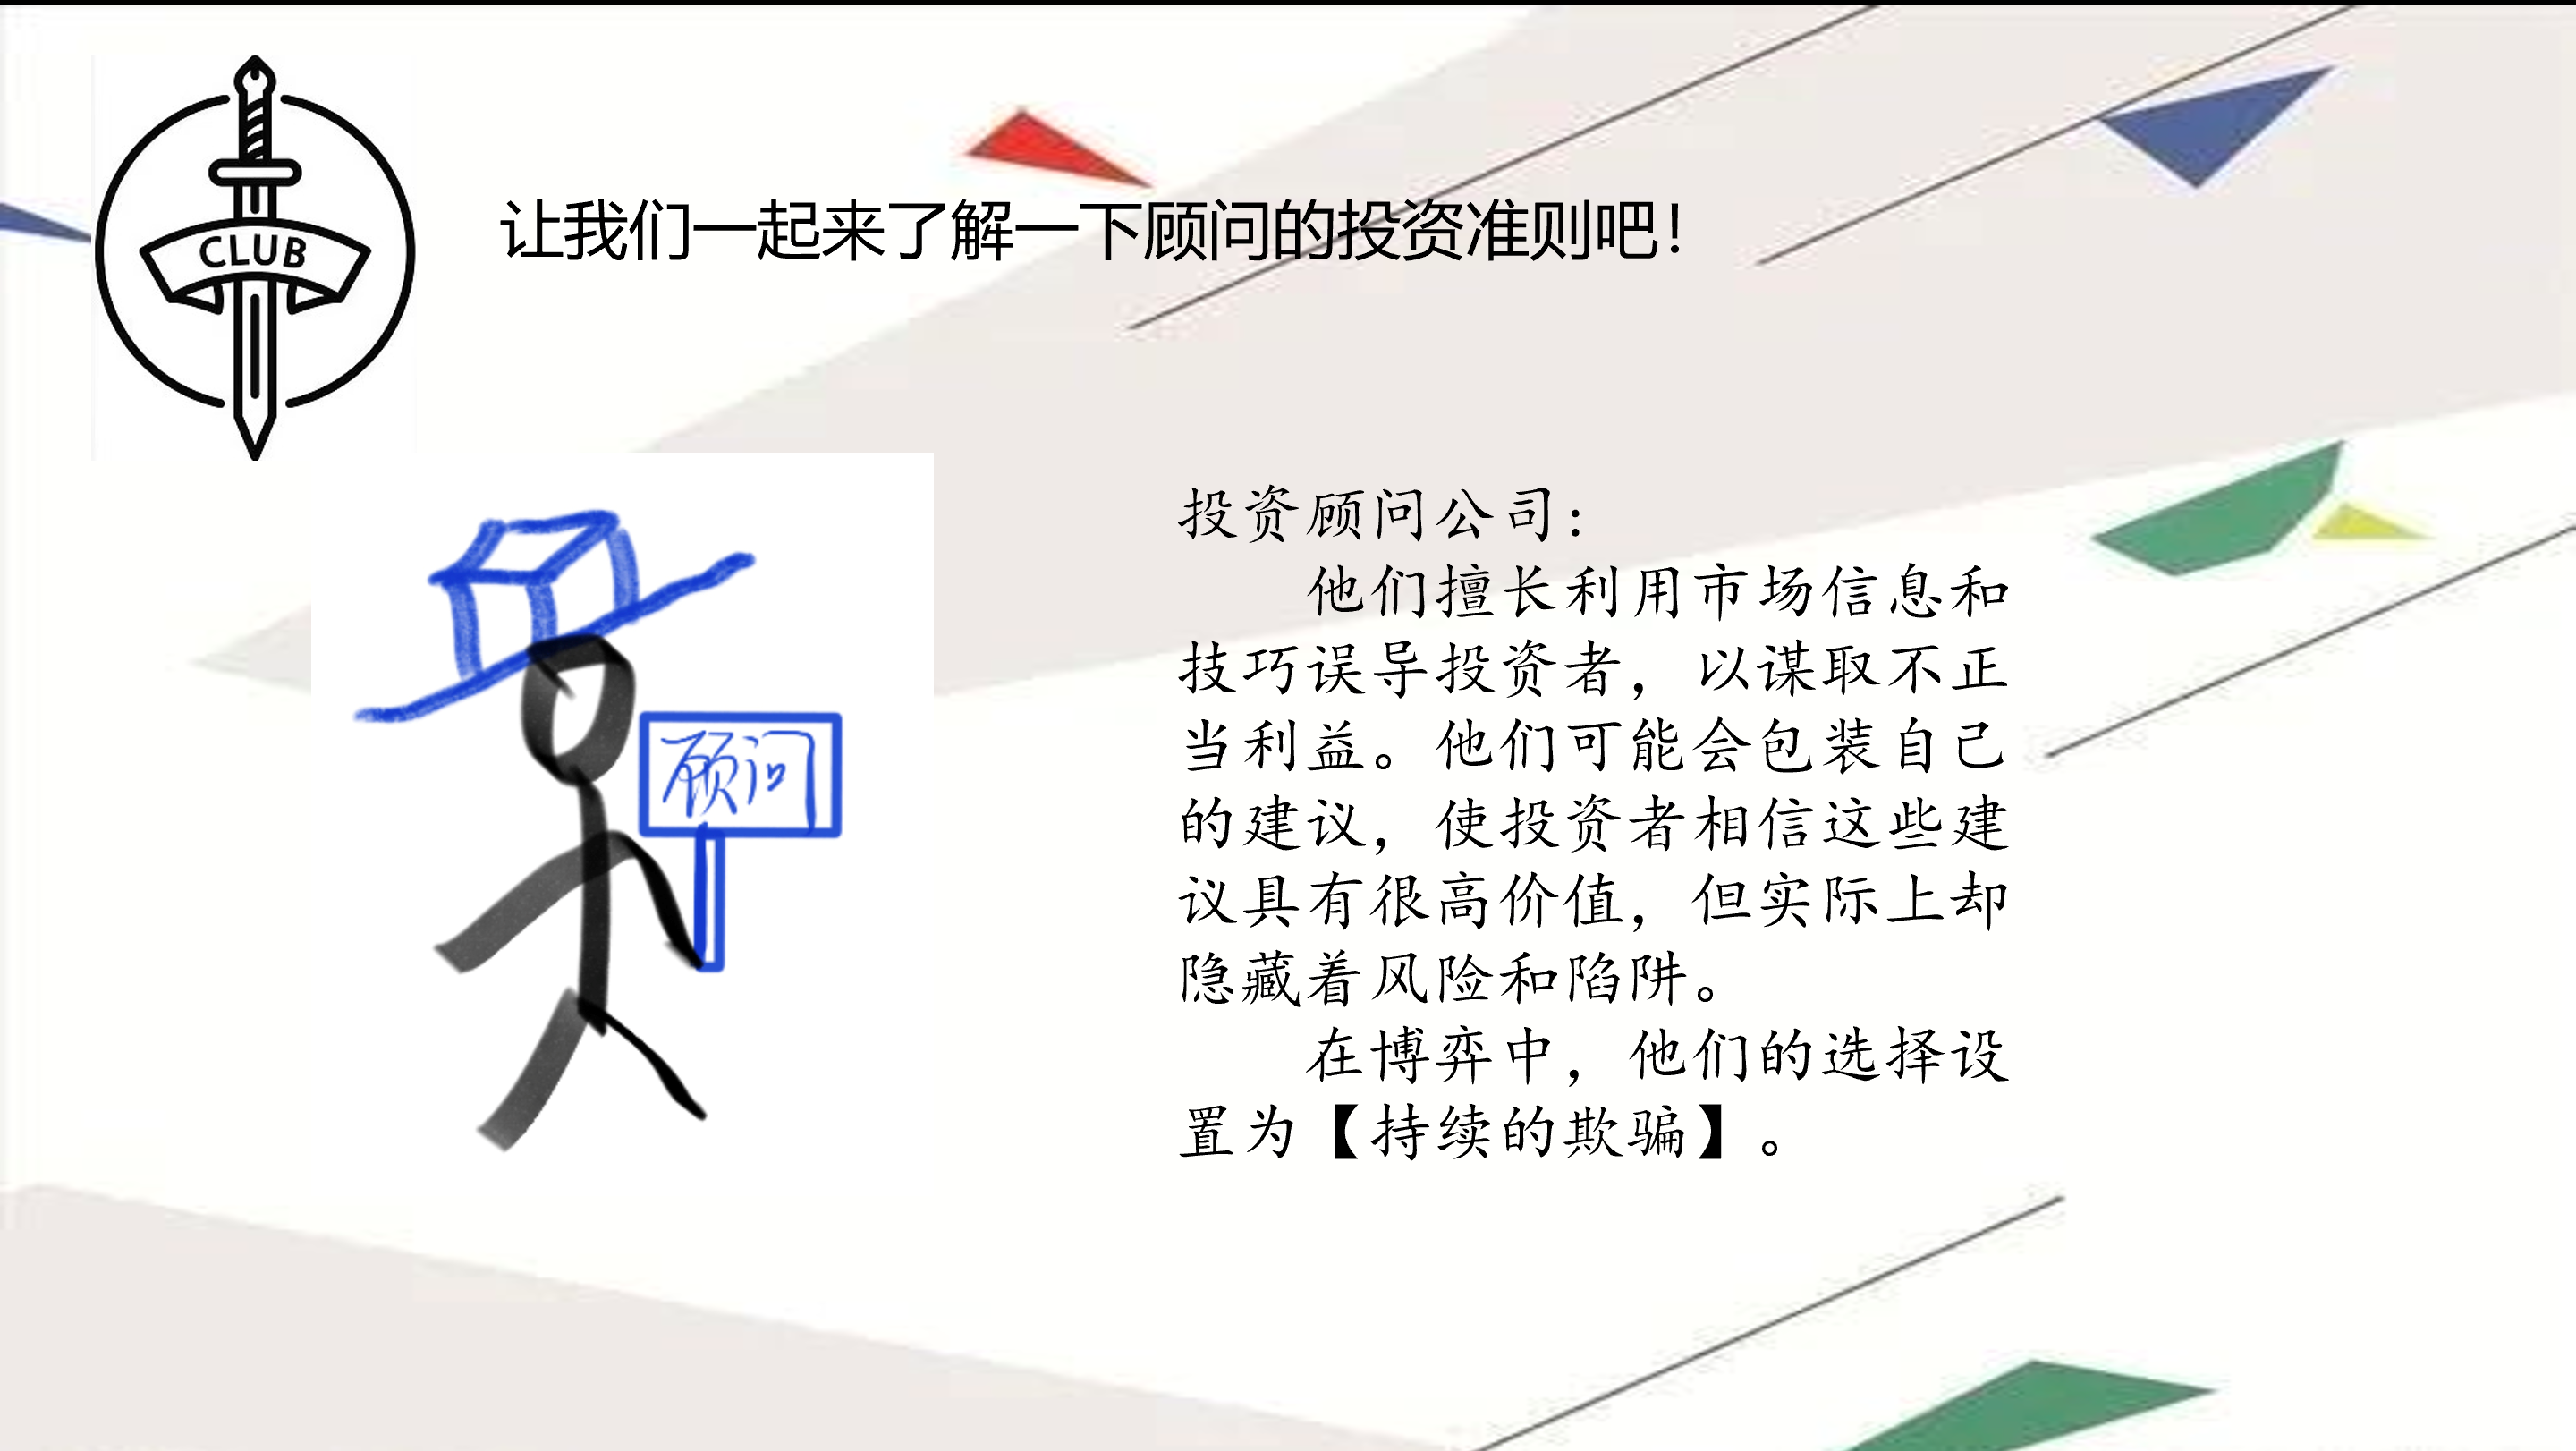 CLUB
让我们一起来了解一下顾问的投资准则吧！
顾问
投资顾问公司：
他们擅长利用市场信息和
技巧误导投资者，以谋取不正
当利益。他们可能会包装自己
的建议，使投资者相信这些建
议具有很高价值，但实际上却
隐藏着风险和陷阱。
在博弈中，他们的选择设
置为【持续的欺骗】。